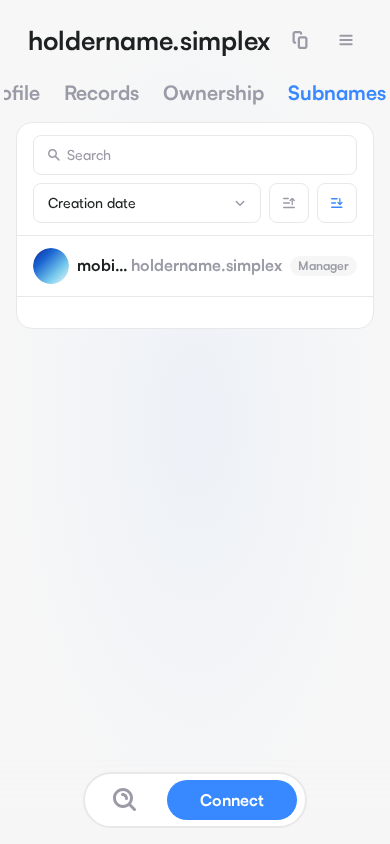 holdername.simplex
ofile Records Ownership Subnames
Search
Creation date
mobi... holdername.simplex Manager
Connect